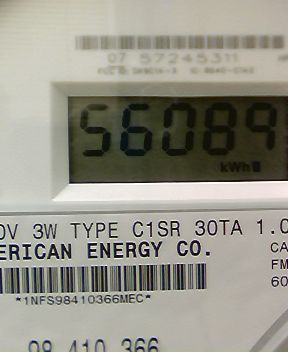 07 57245311
56089
kWh
0V 3W TYPE C1SR 30TA 1.0
ERICAN ENERGY CO.
CA
FM
60
*1NFS98410366MEC*
98 410 366